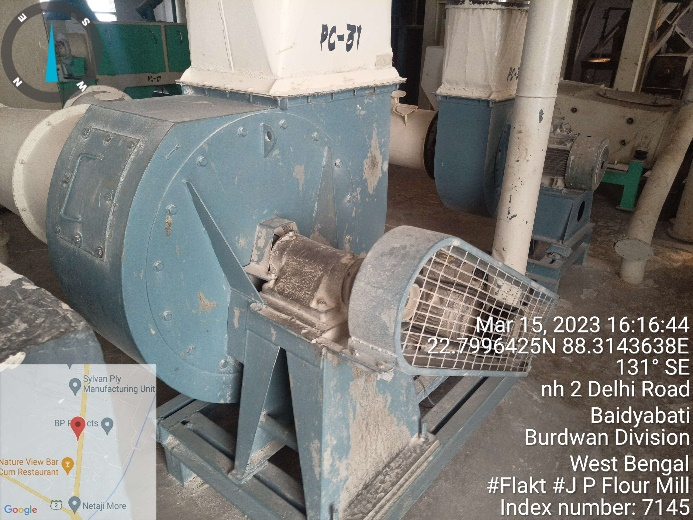 PC-31
PC-
S
E
W
N
Mar 15, 2023 16:16:44
22.7996425N 88.3143638E
131° SE
nh 2 Delhi Road
Baidyabati
Burdwan Division
West Bengal
#Flakt #J P Flour Mill
Index number: 7145
Sylvan Ply
Manufacturing Unit
Nature View Bar
Cum Restaurant
Netaji More
Google